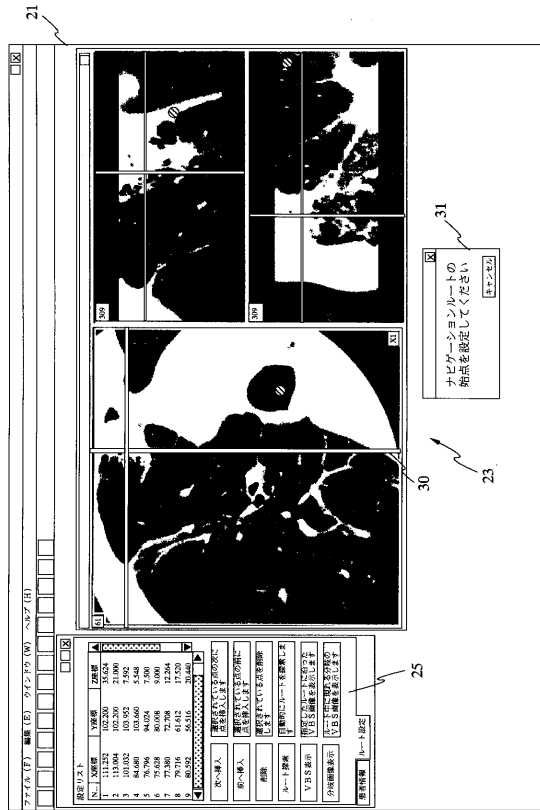 ファイル (F) 編集 (E) ウインドウ (W) ヘルプ (H)
21
設定リスト
N... X座標 Y座標 Z座標
1 111.252 102.200 35.624
2 113.004 102.200 21.000
3 101.032 103.952 7.592
4 84.680 103.660 5.548
5 76.796 94.024 7.500
6 75.628 80.008 9.000
7 77.380 72.708 12.264
8 79.716 61.612 17.520
9 80.592 56.516 20.440
次へ挿入 選択されている点の次に
点を挿入します
前へ挿入 選択されている点の前に
点を挿入します
削除 選択されている点を削除
します
ルート探索 自動的にルートを探索しま
す
VBS表示 指定したルートに沿った
VBS画像を表示します
分岐画像表示 ルート中に現れる分岐の
VBS画像を表示します
患者情報 ルート設定
25
61
X1
30
23
309
309
ナビゲーションルートの
始点を設定してください
キャンセル
31